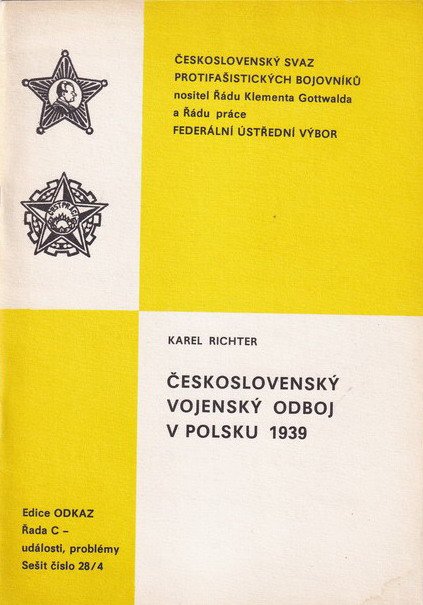 ČESKOSLOVENSKÝ SVAZ
PROTIFAŠISTICKÝCH BOJOVNÍKŮ
nositel Řádu Klementa Gottwalda
a Řádu práce
FEDERÁLNÍ ÚSTŘEDNÍ VÝBOR
KAREL RICHTER
ČESKOSLOVENSKÝ
VOJENSKÝ ODBOJ
V POLSKU 1939
Edice ODKAZ
Řada C –
události, problémy
Sešit číslo 28/4